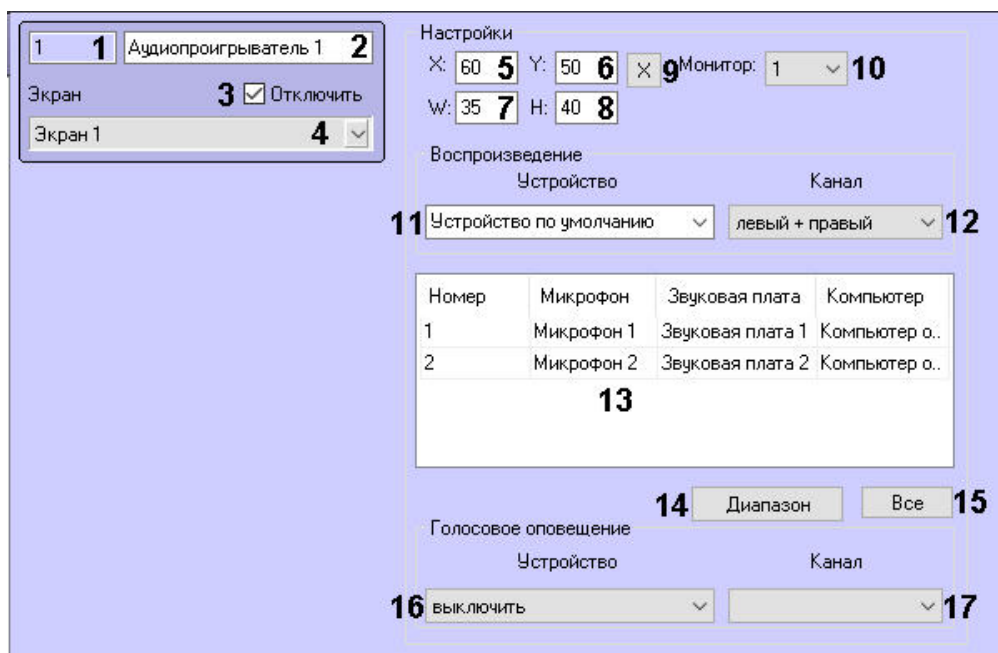 1 1 Аудиопроигрыватель 1 2
Экран 3 Отключить
Экран 1 4
Настройки
X: 60 5 Y: 50 6 X 9 Монитор: 1 10
W: 35 7 H: 40 8
Воспроизведение
Устройство Канал
11 Устройство по умолчанию левый + правый 12
Номер Микрофон Звуковая плата Компьютер
1 Микрофон 1 Звуковая плата 1 Компьютер о..
2 Микрофон 2 Звуковая плата 2 Компьютер о..
13
14 Диапазон Все 15
Голосовое оповещение
Устройство Канал
16 выключить 17